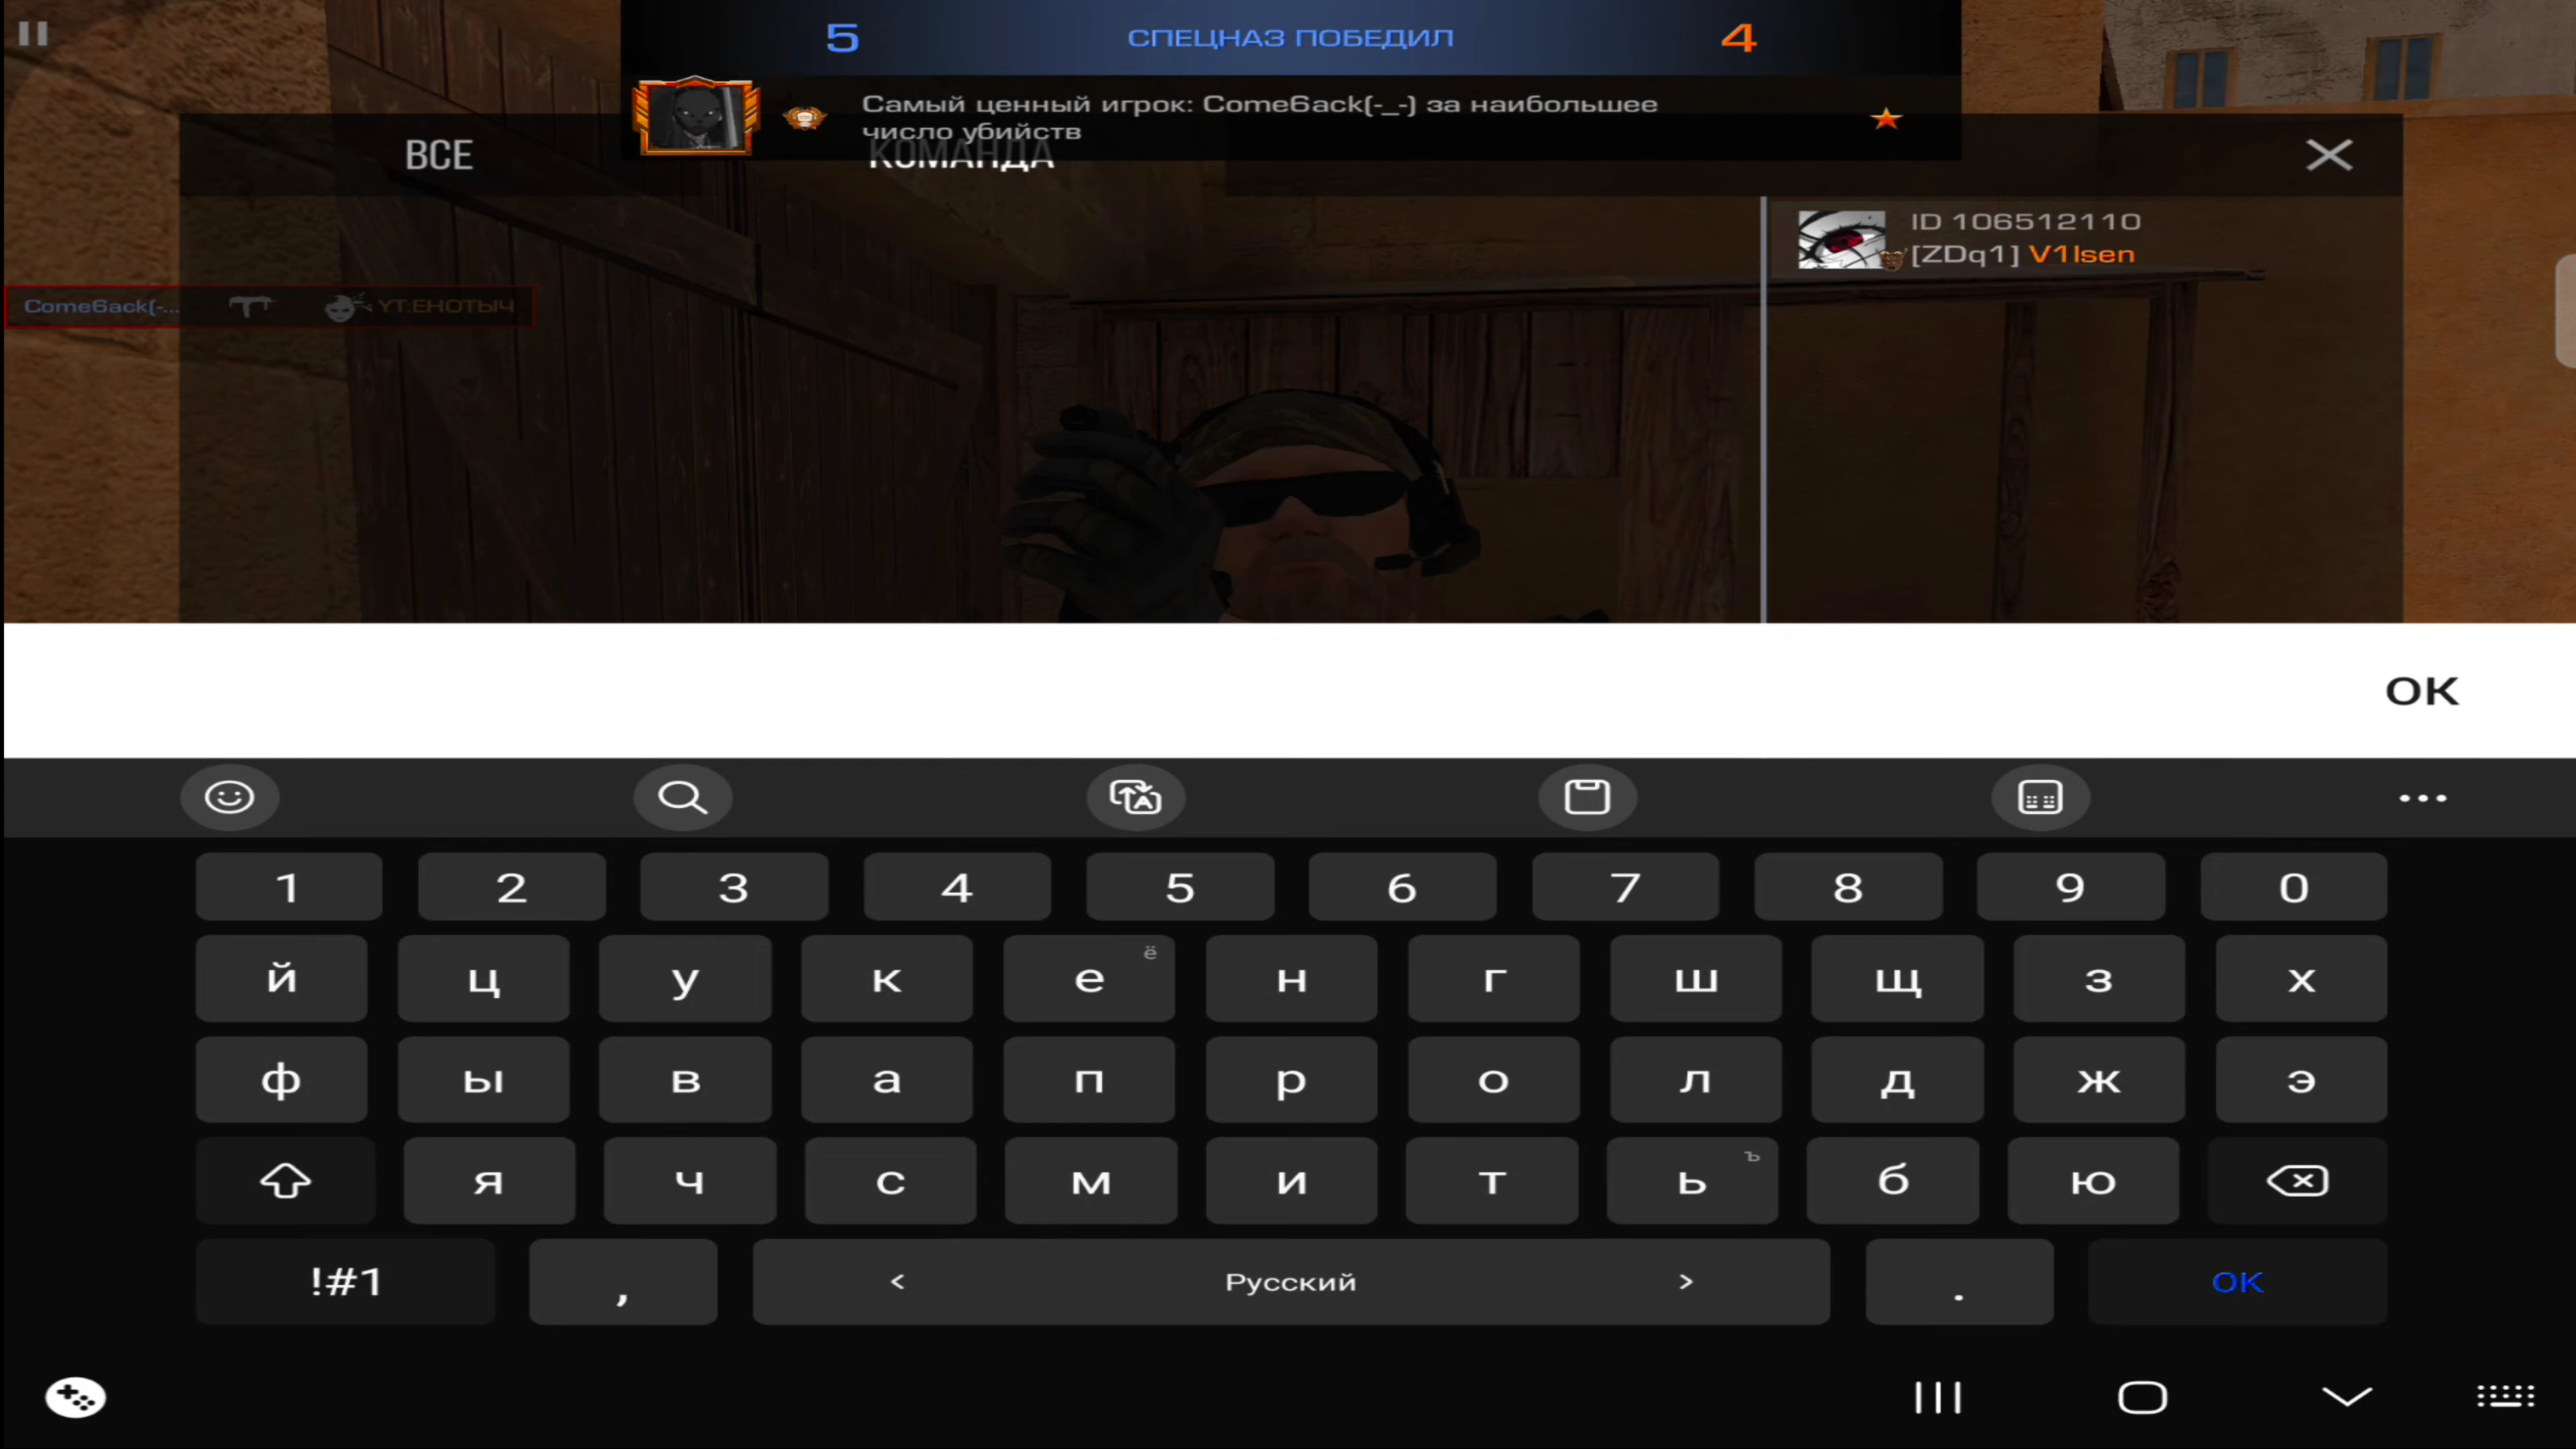 5 СПЕЦНАЗ ПОБЕДИЛ 4
Самый ценный игрок: Come6ack(-_-) за наибольшее
число убийств
ВСЕ КОМАНДА
ID 106512110
[ZDq1] V1lsen
Come6ack(-... YT:ЕНОТЫЧ
OK
1 2 3 4 5 6 7 8 9 0
й ц у к е ё н г ш щ з х
ф ы в а п р о л д ж э
я ч с м и т ь ъ б ю
!#1 , < Русский > . OK